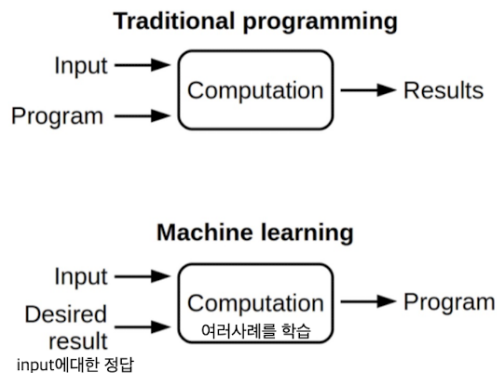 Traditional programming
Input
Program
Computation
Results
Machine learning
Input
Desired
result
input에대한 정답
Computation
여러사례를 학습
Program